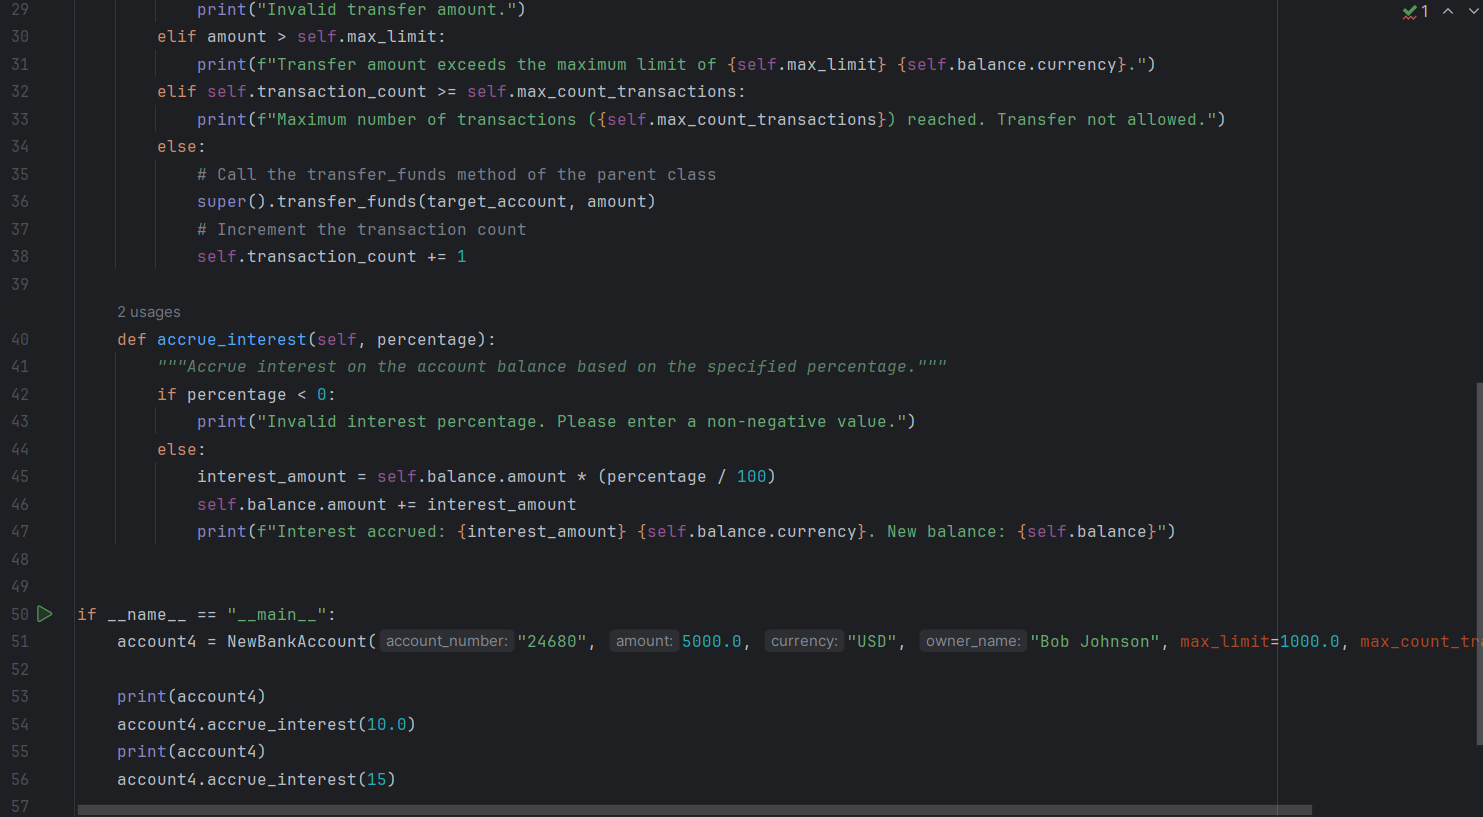 29 print("Invalid transfer amount.")
1
30 elif amount > self.max_limit:
31 print(f"Transfer amount exceeds the maximum limit of {self.max_limit} {self.balance.currency}.")
32 elif self.transaction_count >= self.max_count_transactions:
33 print(f"Maximum number of transactions ({self.max_count_transactions}) reached. Transfer not allowed.")
34 else:
35 # Call the transfer_funds method of the parent class
36 super().transfer_funds(target_account, amount)
37 # Increment the transaction count
38 self.transaction_count += 1
39
2 usages
40 def accrue_interest(self, percentage):
41 """Accrue interest on the account balance based on the specified percentage."""
42 if percentage < 0:
43 print("Invalid interest percentage. Please enter a non-negative value.")
44 else:
45 interest_amount = self.balance.amount * (percentage / 100)
46 self.balance.amount += interest_amount
47 print(f"Interest accrued: {interest_amount} {self.balance.currency}. New balance: {self.balance}")
48
49
50 if __name__ == "__main__":
51 account4 = NewBankAccount( account_number: "24680", amount: 5000.0, currency: "USD", owner_name: "Bob Johnson", max_limit=1000.0, max_count_tr
52
53 print(account4)
54 account4.accrue_interest(10.0)
55 print(account4)
56 account4.accrue_interest(15)
57